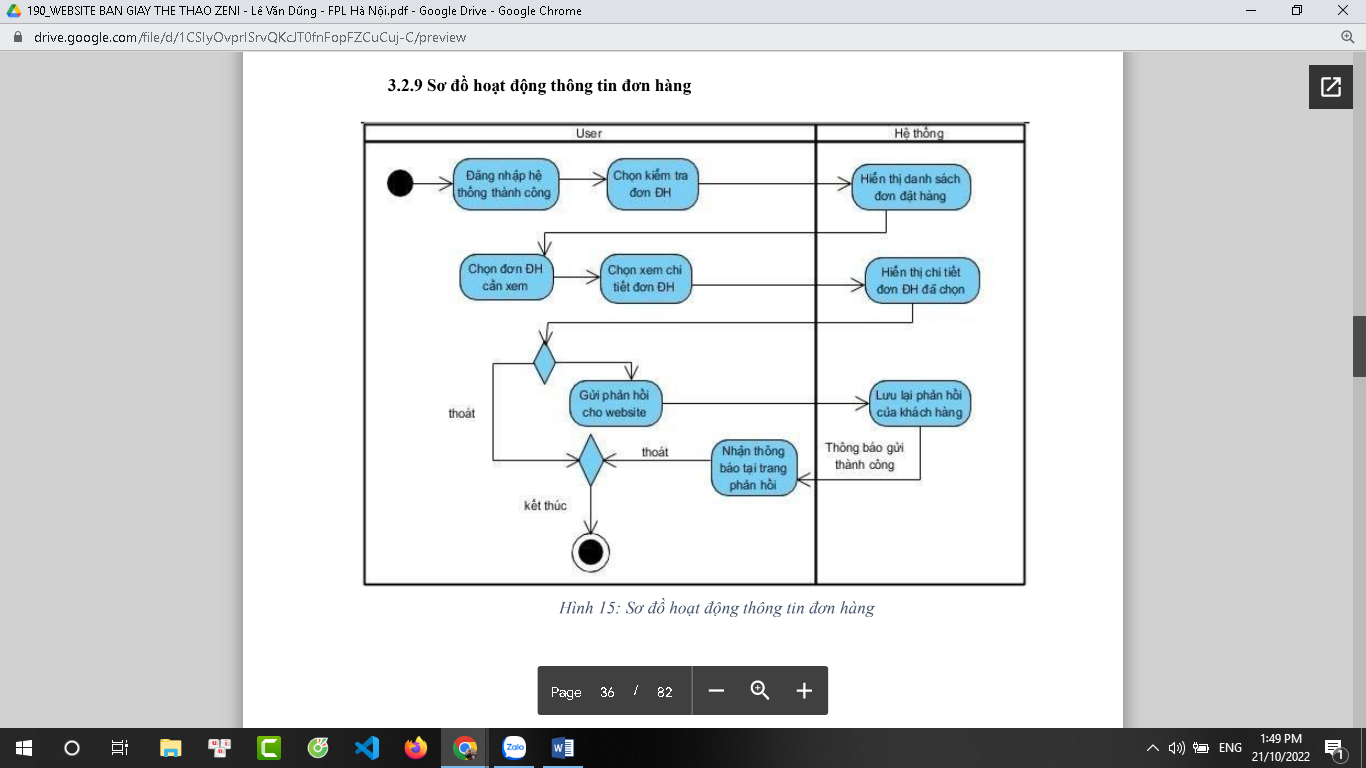 190_WEBSITE BAN GIAY THE THAO ZENI - Lê Văn Dũng - FPL Hà Nội.pdf - Google Drive - Google Chrome
3.2.9 Sơ đồ hoạt động thông tin đơn hàng
User
Hệ thống
Đăng nhập hệ
thống thành công
Chọn kiểm tra
đơn ĐH
Hiển thị danh sách
đơn đặt hàng
Chọn đơn ĐH
cần xem
Chọn xem chi
tiết đơn ĐH
Hiển thị chi tiết
đơn ĐH đã chọn
Gửi phản hồi
cho website
Lưu lại phản hồi
của khách hàng
thoát
thoát
Nhận thông
báo tại trang
phản hồi
Thông báo gửi
thành công
kết thúc
Hình 15: Sơ đồ hoạt động thông tin đơn hàng
Page 36 / 82
Zalo
ENG
1:49 PM
21/10/2022
1